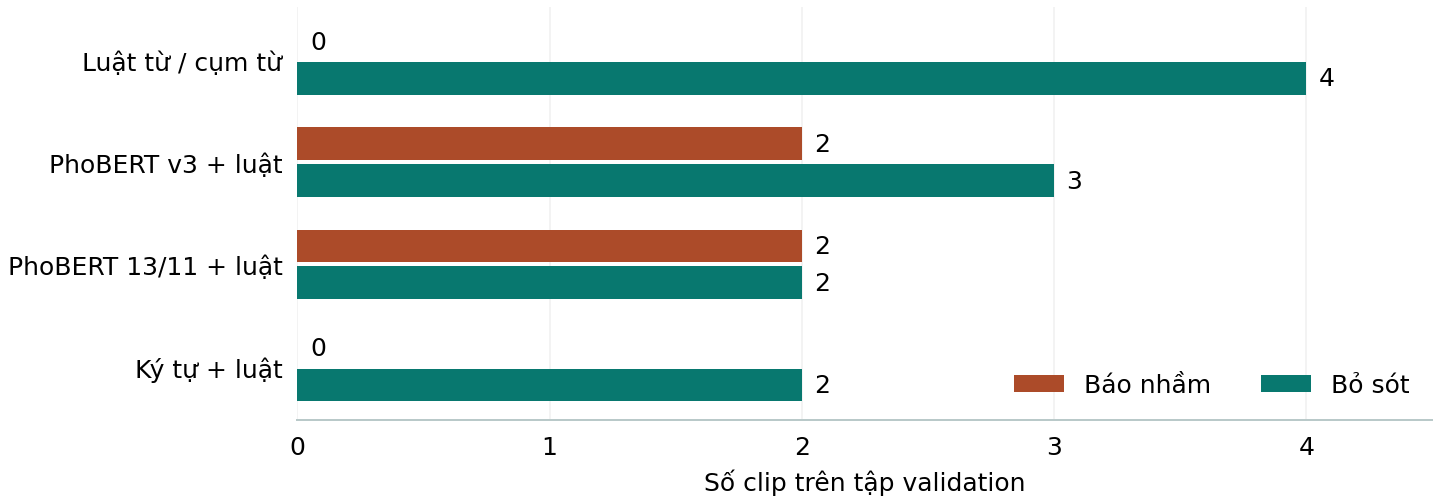 Luật từ / cụm từ
0
4
PhoBERT v3 + luật
2
3
PhoBERT 13/11 + luật
2
2
Ký tự + luật
0
2
Báo nhầm
Bỏ sót
0 1 2 3 4
Số clip trên tập validation